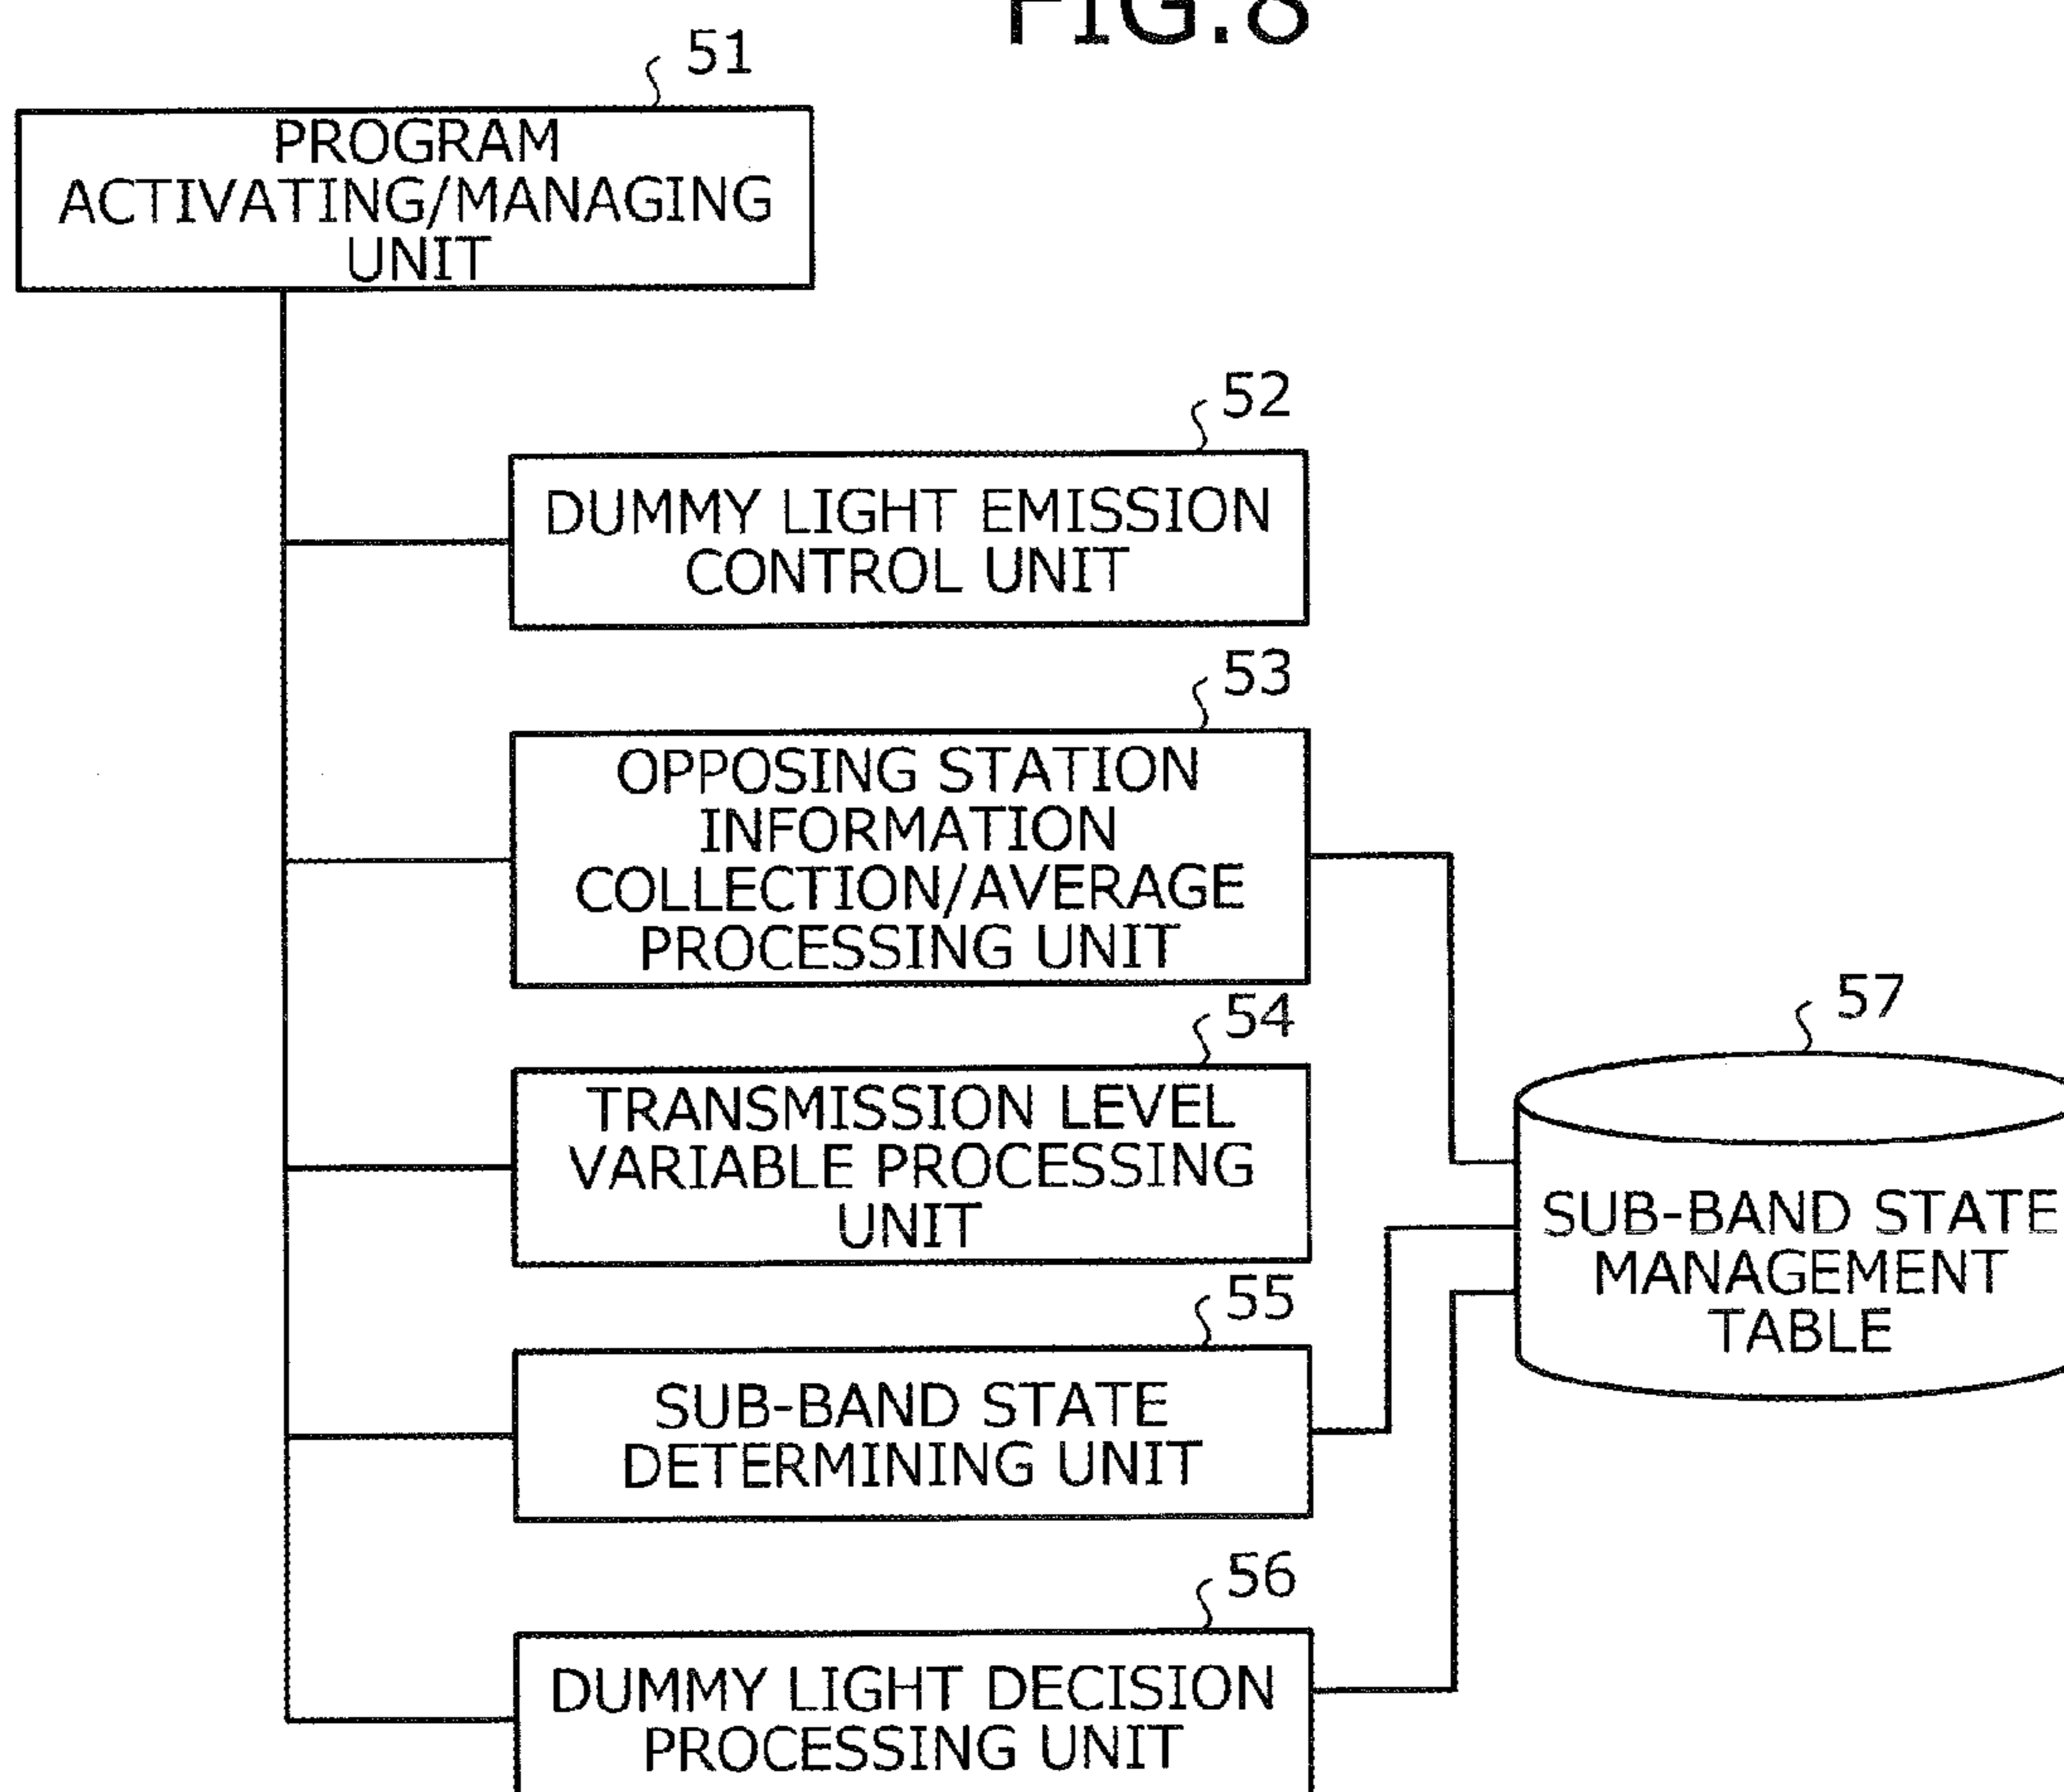 FIG.8
51
PROGRAM
ACTIVATING/MANAGING
UNIT
52
DUMMY LIGHT EMISSION
CONTROL UNIT
53
OPPOSING STATION
INFORMATION
COLLECTION/AVERAGE
PROCESSING UNIT
54
TRANSMISSION LEVEL
VARIABLE PROCESSING
UNIT
55
SUB-BAND STATE
DETERMINING UNIT
56
DUMMY LIGHT DECISION
PROCESSING UNIT
57
SUB-BAND STATE
MANAGEMENT
TABLE